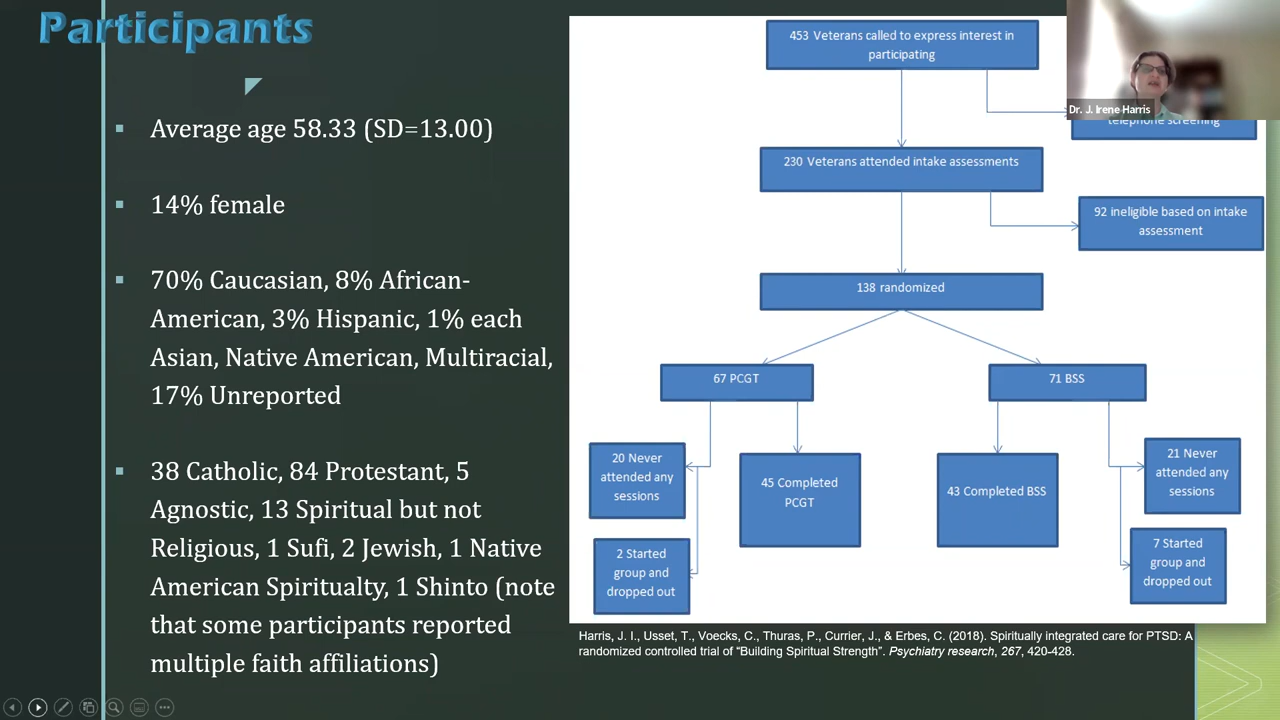 Participants
Average age 58.33 (SD=13.00)
14% female
70% Caucasian, 8% African-
American, 3% Hispanic, 1% each
Asian, Native American, Multiracial,
17% Unreported
38 Catholic, 84 Protestant, 5
Agnostic, 13 Spiritual but not
Religious, 1 Sufi, 2 Jewish, 1 Native
American Spiritualty, 1 Shinto (note
that some participants reported
multiple faith affiliations)
453 Veterans called to express interest in
participating
Dr. J. Irene Harris
telephone screening
230 Veterans attended intake assessments
92 ineligible based on intake
assessment
138 randomized
67 PCGT
71 BSS
20 Never
attended any
sessions
45 Completed
PCGT
43 Completed BSS
21 Never
attended any
sessions
2 Started
group and
dropped out
7 Started
group and
dropped out
Harris, J. I., Usset, T., Voecks, C., Thuras, P., Currier, J., & Erbes, C. (2018). Spiritually integrated care for PTSD: A
randomized controlled trial of “Building Spiritual Strength”. Psychiatry research, 267, 420-428.